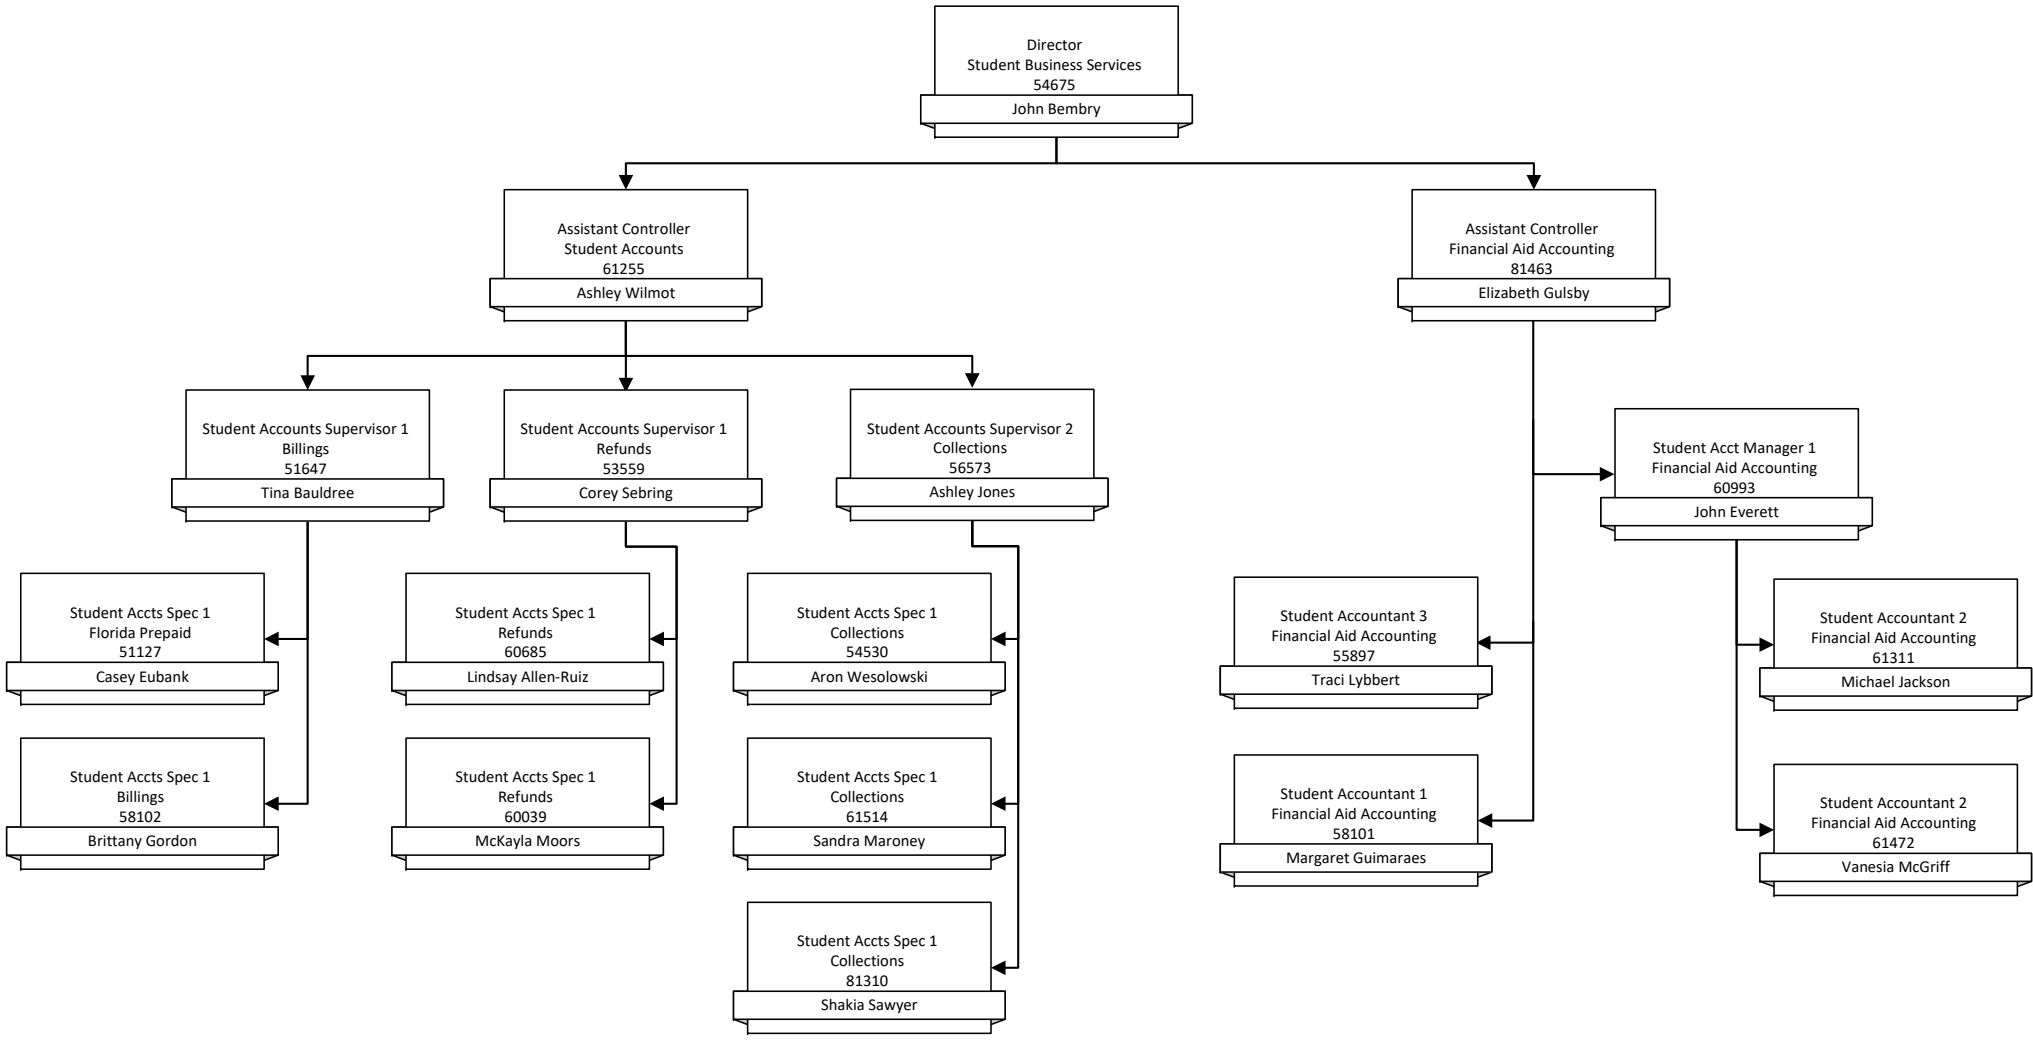 Director
Student Business Services
54675
John Bembry
Assistant Controller
Student Accounts
61255
Ashley Wilmot
Assistant Controller
Financial Aid Accounting
81463
Elizabeth Gulsby
Student Accounts Supervisor 1
Billings
51647
Tina Bauldree
Student Accounts Supervisor 1
Refunds
53559
Corey Sebring
Student Accounts Supervisor 2
Collections
56573
Ashley Jones
Student Acct Manager 1
Financial Aid Accounting
60993
John Everett
Student Accts Spec 1
Florida Prepaid
51127
Casey Eubank
Student Accts Spec 1
Refunds
60685
Lindsay Allen-Ruiz
Student Accts Spec 1
Collections
54530
Aron Wesolowski
Student Accountant 3
Financial Aid Accounting
55897
Traci Lybbert
Student Accountant 2
Financial Aid Accounting
61311
Michael Jackson
Student Accts Spec 1
Billings
58102
Brittany Gordon
Student Accts Spec 1
Refunds
60039
McKayla Moors
Student Accts Spec 1
Collections
61514
Sandra Maroney
Student Accountant 1
Financial Aid Accounting
58101
Margaret Guimaraes
Student Accountant 2
Financial Aid Accounting
61472
Vanesia McGriff
Student Accts Spec 1
Collections
81310
Shakia Sawyer